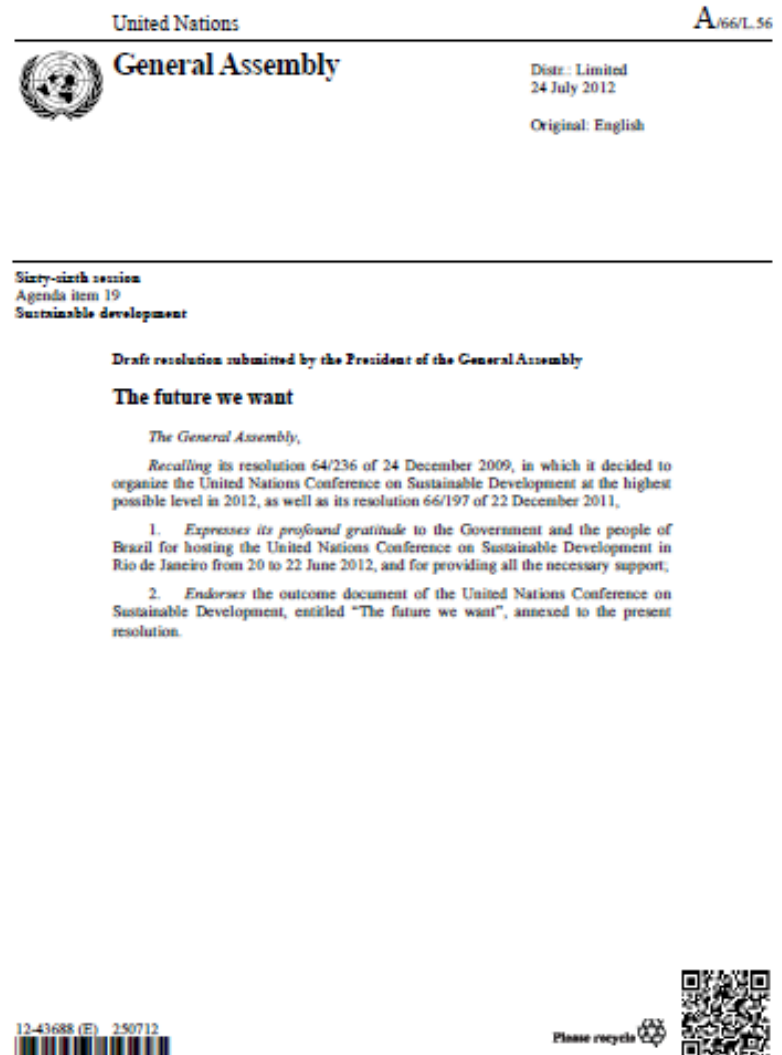 United Nations
A/66/L.56
General Assembly
Distr.: Limited
24 July 2012
Original: English
Sixty-sixth session
Agenda item 19
Sustainable development
Draft resolution submitted by the President of the General Assembly
The future we want
The General Assembly,
Recalling its resolution 64/236 of 24 December 2009, in which it decided to
organize the United Nations Conference on Sustainable Development at the highest
possible level in 2012, as well as its resolution 66/197 of 22 December 2011,
1. Expresses its profound gratitude to the Government and the people of
Brazil for hosting the United Nations Conference on Sustainable Development in
Rio de Janeiro from 20 to 22 June 2012, and for providing all the necessary support;
2. Endorses the outcome document of the United Nations Conference on
Sustainable Development, entitled “The future we want”, annexed to the present
resolution.
12-43688 (E) 250712
Please recycle